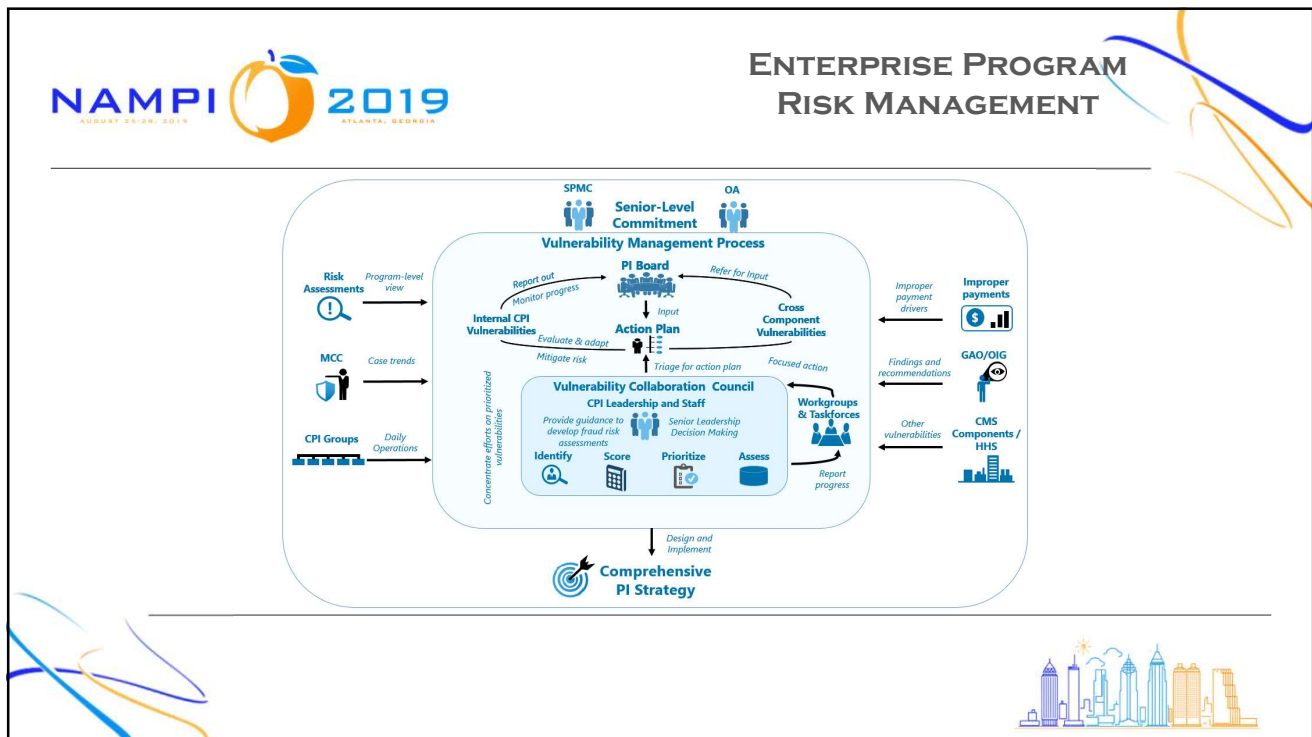 NAMPI 2019
AUGUST 25-28, 2019
ATLANTA, GEORGIA
ENTERPRISE PROGRAM
RISK MANAGEMENT
SPMC
OA
Senior-Level
Commitment
Vulnerability Management Process
PI Board
Report out
Monitor progress
Refer for Input
Input
Risk
Assessments
Program-level
view
Internal CPI
Vulnerabilities
Action Plan
Cross
Component
Vulnerabilities
Improper
payment
drivers
Improper
payments
Evaluate & adapt
Mitigate risk
Triage for action plan
Focused action
MCC
Case trends
Findings and
recommendations
GAO/OIG
Vulnerability Collaboration Council
CPI Leadership and Staff
Provide guidance to
develop fraud risk
assessments
Senior Leadership
Decision Making
Identify
Score
Prioritize
Assess
Workgroups
& Taskforces
Report
progress
Concentrate efforts on prioritized
vulnerabilities
CPI Groups
Daily
Operations
Other
vulnerabilities
CMS
Components /
HHS
Design and
Implement
Comprehensive
PI Strategy